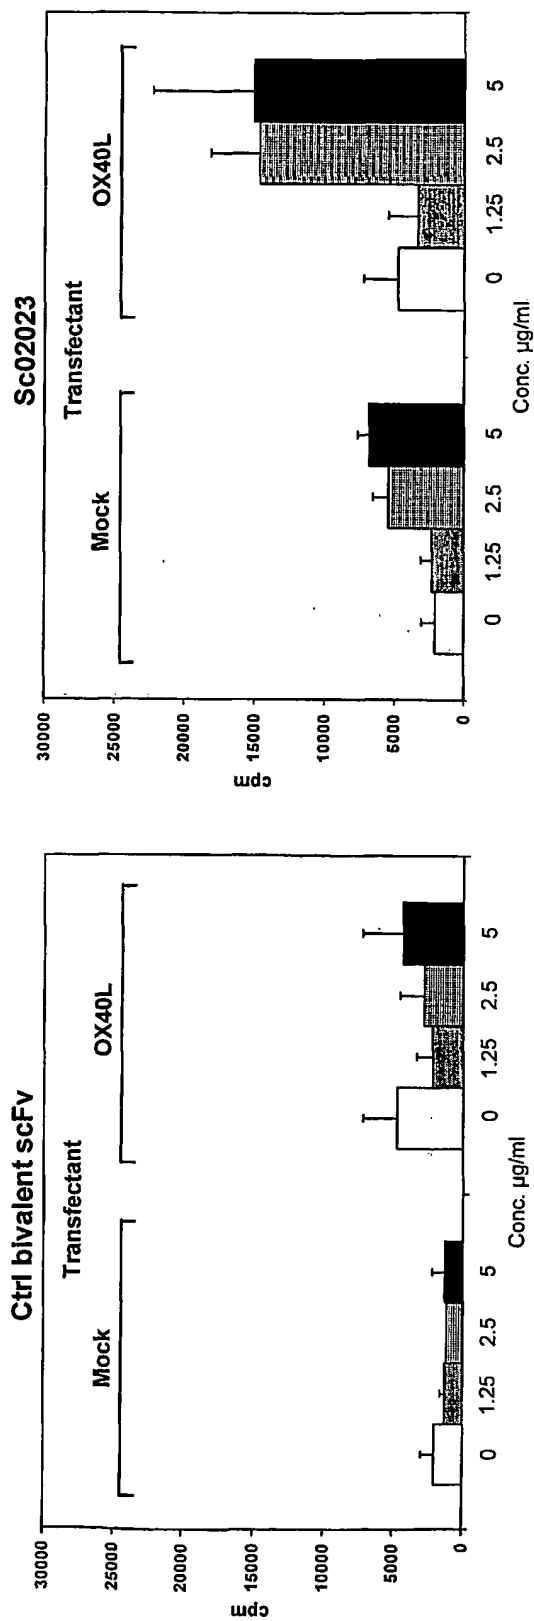 Ctrl bivalent scFv
Transfectant
Mock OX40L
30000
25000
20000
15000
10000
5000
0
cpm
0 1.25 2.5 5 0 1.25 2.5 5
Conc. µg/ml
Sc02023
Transfectant
Mock OX40L
30000
25000
20000
15000
10000
5000
0
cpm
0 1.25 2.5 5 0 1.25 2.5 5
Conc. µg/ml